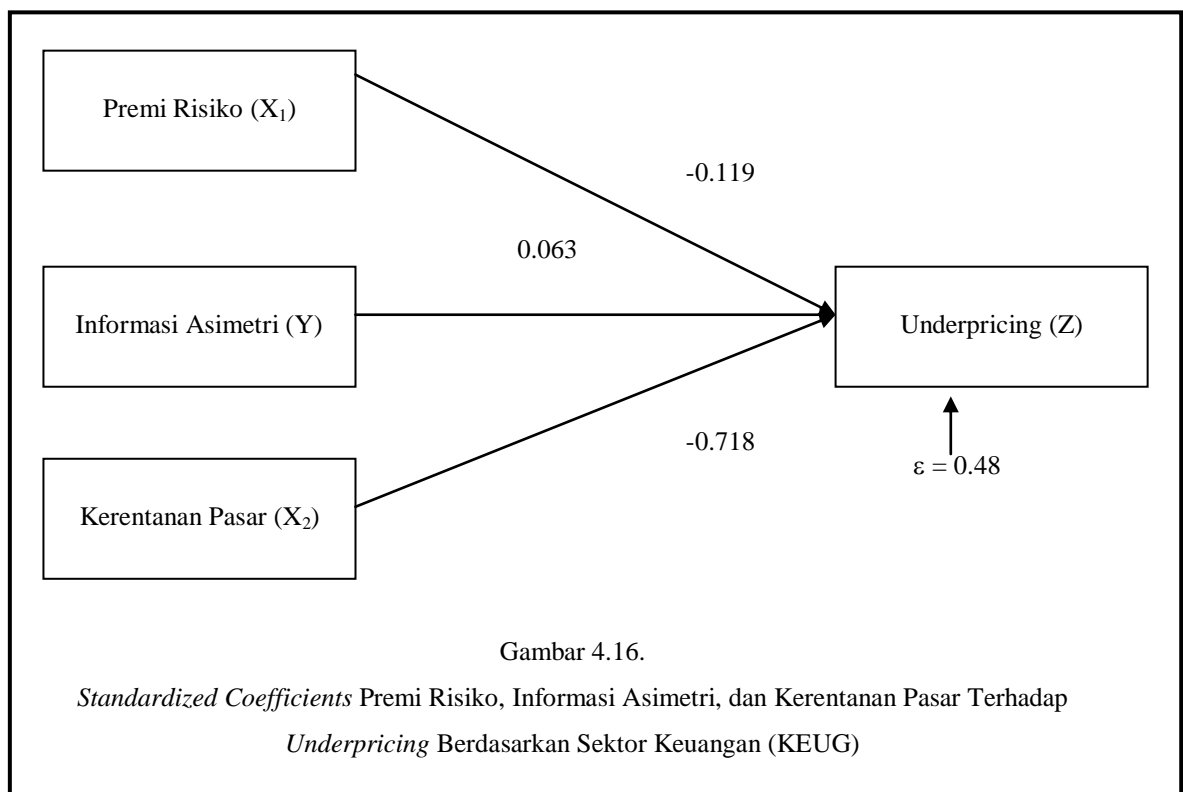 Premi Risiko (X₁)
-0.119
0.063
Informasi Asimetri (Y)
Underpricing (Z)
-0.718
ε = 0.48
Kerentanan Pasar (X₂)
Gambar 4.16.
Standardized Coefficients Premi Risiko, Informasi Asimetri, dan Kerentanan Pasar Terhadap
Underpricing Berdasarkan Sektor Keuangan (KEUG)